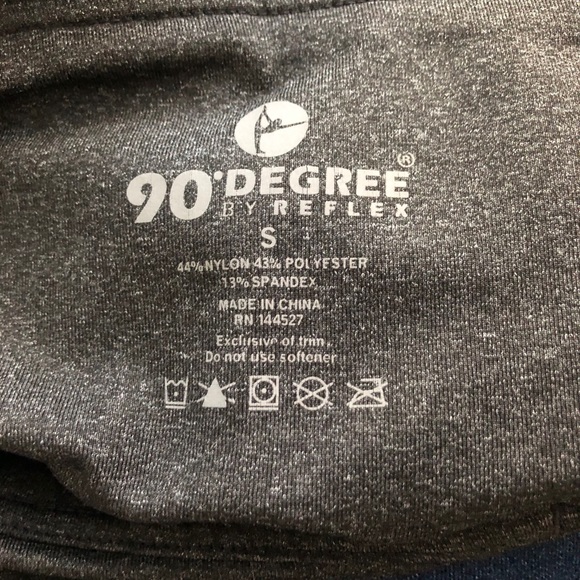 90°DEGREE®
BY REFLEX
S
44% NYLON 43% POLYESTER
13% SPANDEX
MADE IN CHINA
RN 144527
Exclusive of trim
Do not use softener